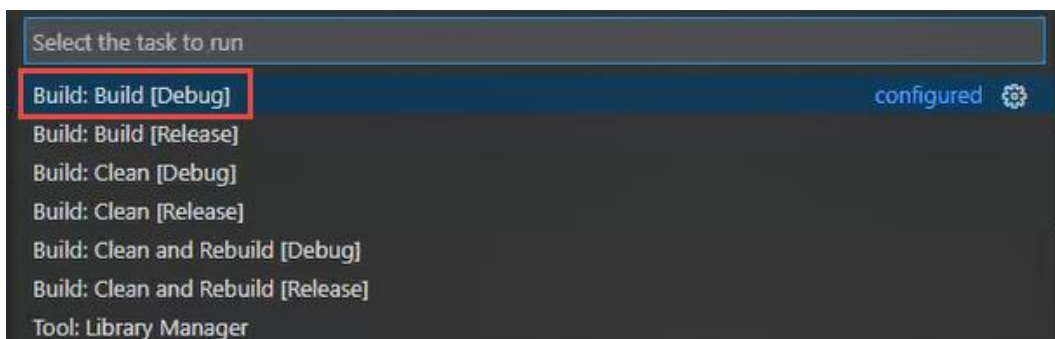 Select the task to run
Build: Build [Debug] configured
Build: Build [Release]
Build: Clean [Debug]
Build: Clean [Release]
Build: Clean and Rebuild [Debug]
Build: Clean and Rebuild [Release]
Tool: Library Manager